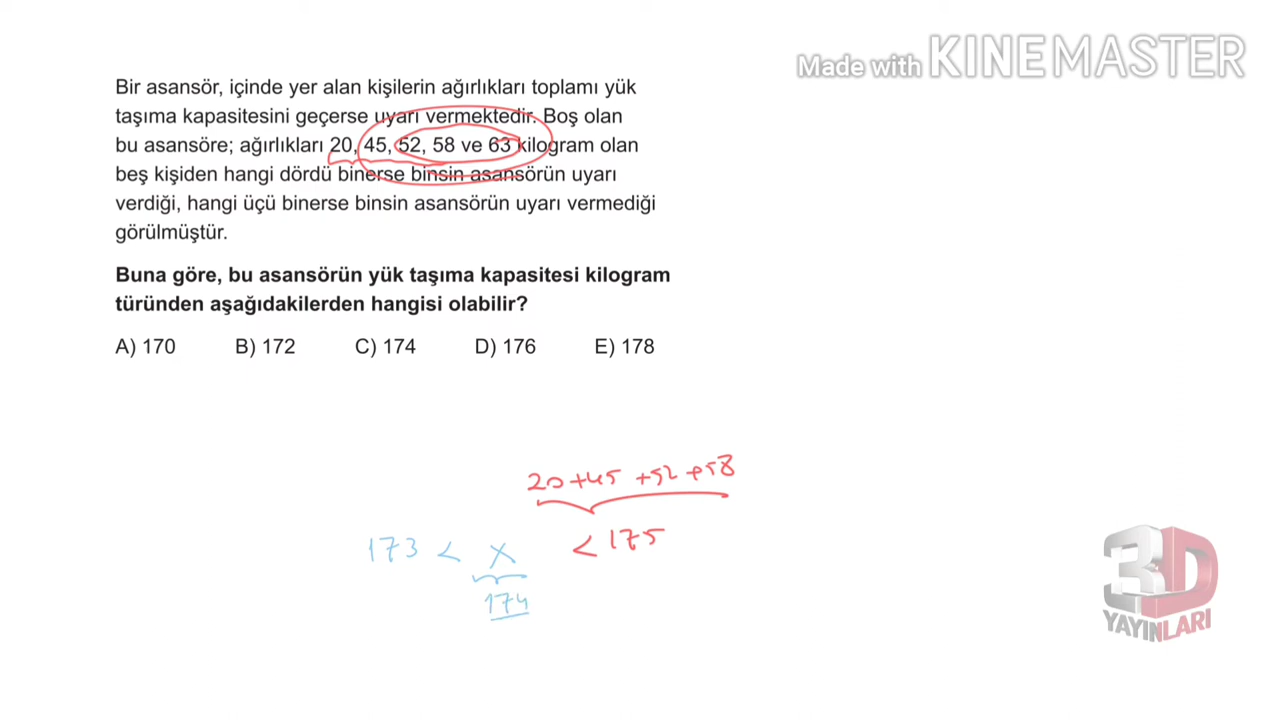 Made with KINEMASTER
Bir asansör, içinde yer alan kişilerin ağırlıkları toplamı yük
taşıma kapasitesini geçerse uyarı vermektedir. Boş olan
bu asansöre; ağırlıkları 20, 45, 52, 58 ve 63 kilogram olan
beş kişiden hangi dördü binerse binsin asansörün uyarı
verdiği, hangi üçü binerse binsin asansörün uyarı vermediği
görülmüştür.
Buna göre, bu asansörün yük taşıma kapasitesi kilogram
türünden aşağıdakilerden hangisi olabilir?
A) 170 B) 172 C) 174 D) 176 E) 178
20+45 +52 +58
173 < x < 175
174
3D
YAYINLARI